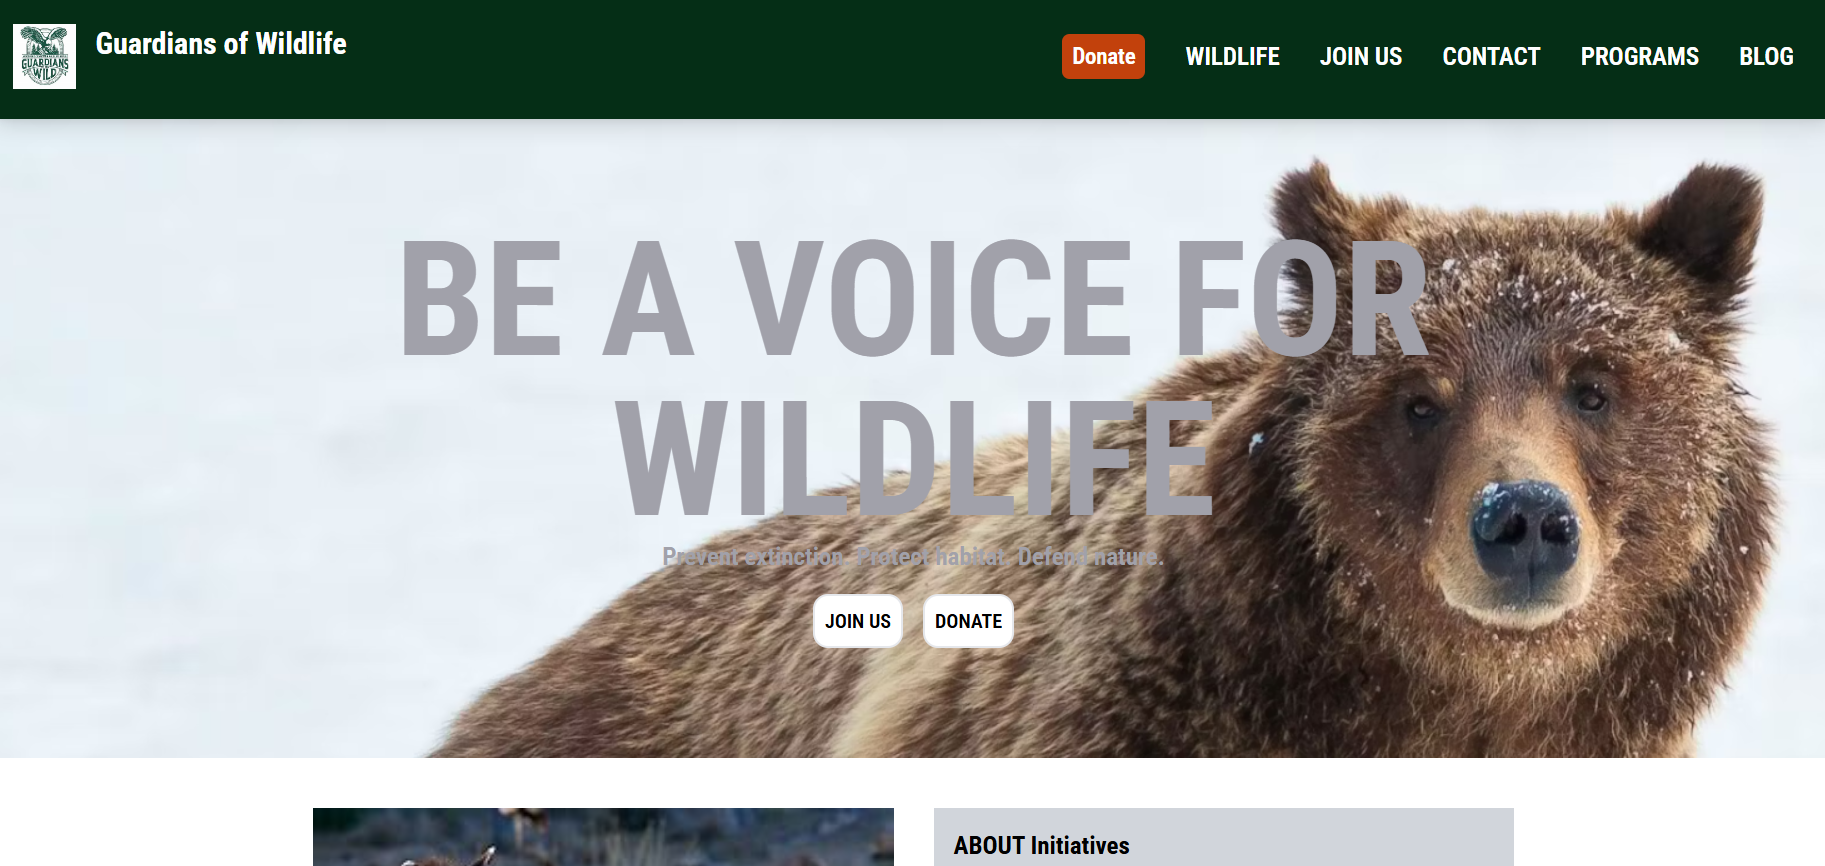 GUARDIANS
WILD
Guardians of Wildlife
Donate
WILDLIFE
JOIN US
CONTACT
PROGRAMS
BLOG
BE A VOICE FOR
WILDLIFE
Prevent extinction. Protect habitat. Defend nature.
JOIN US
DONATE
ABOUT Initiatives